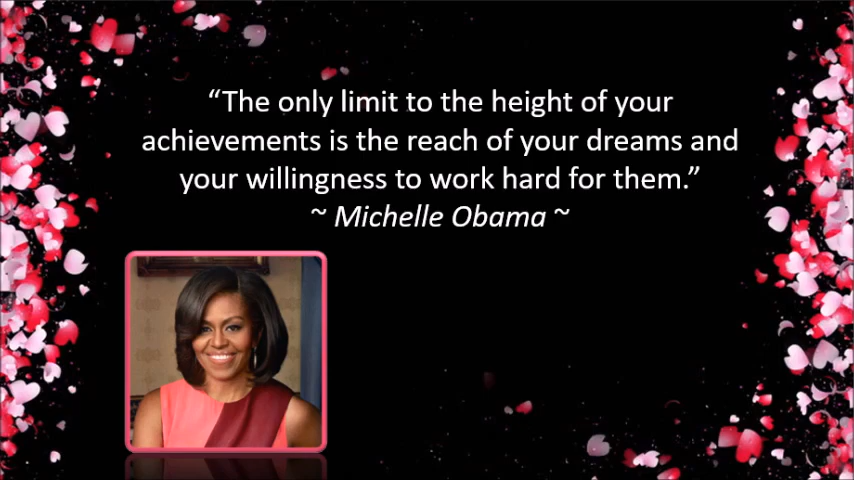 “The only limit to the height of your
achievements is the reach of your dreams and
your willingness to work hard for them.”
~ Michelle Obama ~